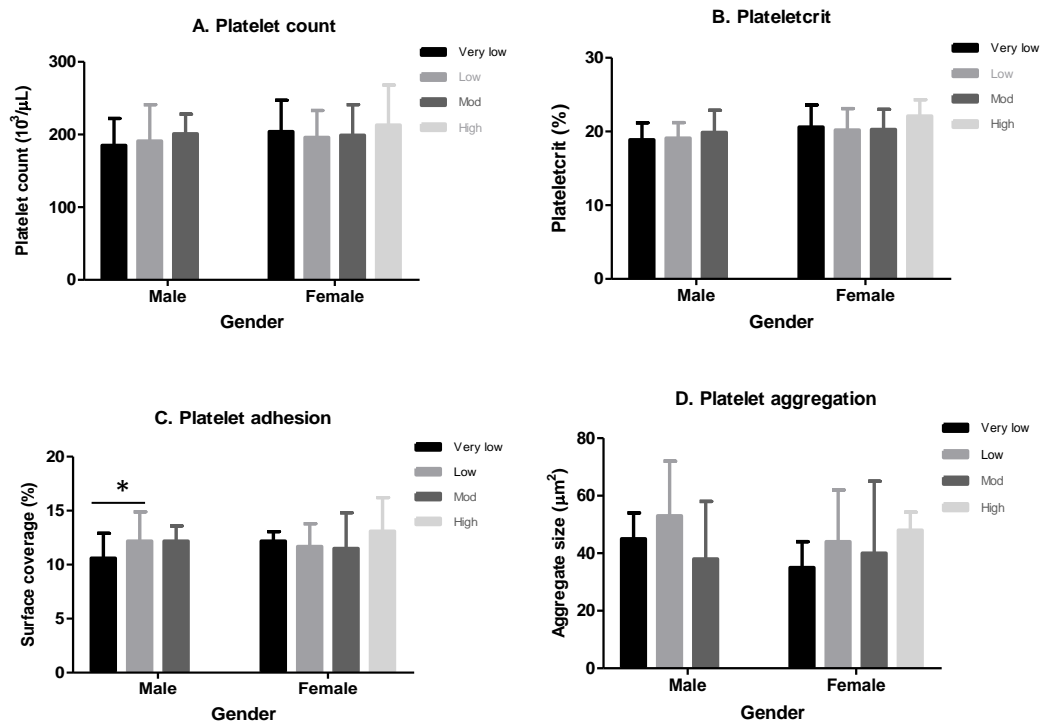 A. Platelet count
Very low
Low
Mod
High
Platelet count (10³/µL)
300
200
100
0
Male
Female
Gender
B. Plateletcrit
Very low
Low
Mod
High
Plateletcrit (%)
30
20
10
0
Male
Female
Gender
C. Platelet adhesion
Very low
Low
Mod
High
Surface coverage (%)
20
15
10
5
0
*
Male
Female
Gender
D. Platelet aggregation
Very low
Low
Mod
High
Aggregate size (µm²)
80
60
40
20
0
Male
Female
Gender